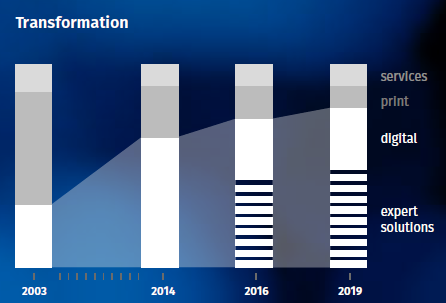 Transformation
services
print
digital
expert
solutions
2003
2014
2016
2019